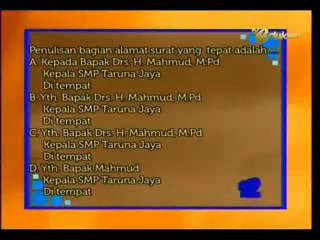 Penulisan bagian alamat surat yang tepat adalah....
A. Kepada Bapak Drs. H. Mahmud, M.Pd
Kepala SMP Taruna Jaya
Di tempat
B. Yth. Bapak Drs. H. Mahmud, M.Pd
Kepala SMP Taruna Jaya
Di tempat
C. Yth. Bapak Drs. H. Mahmud, M.Pd
Kepala SMP Taruna Jaya
Di tempat
D. Yth. Bapak Mahmud
Kepala SMP Taruna Jaya
Di tempat
12